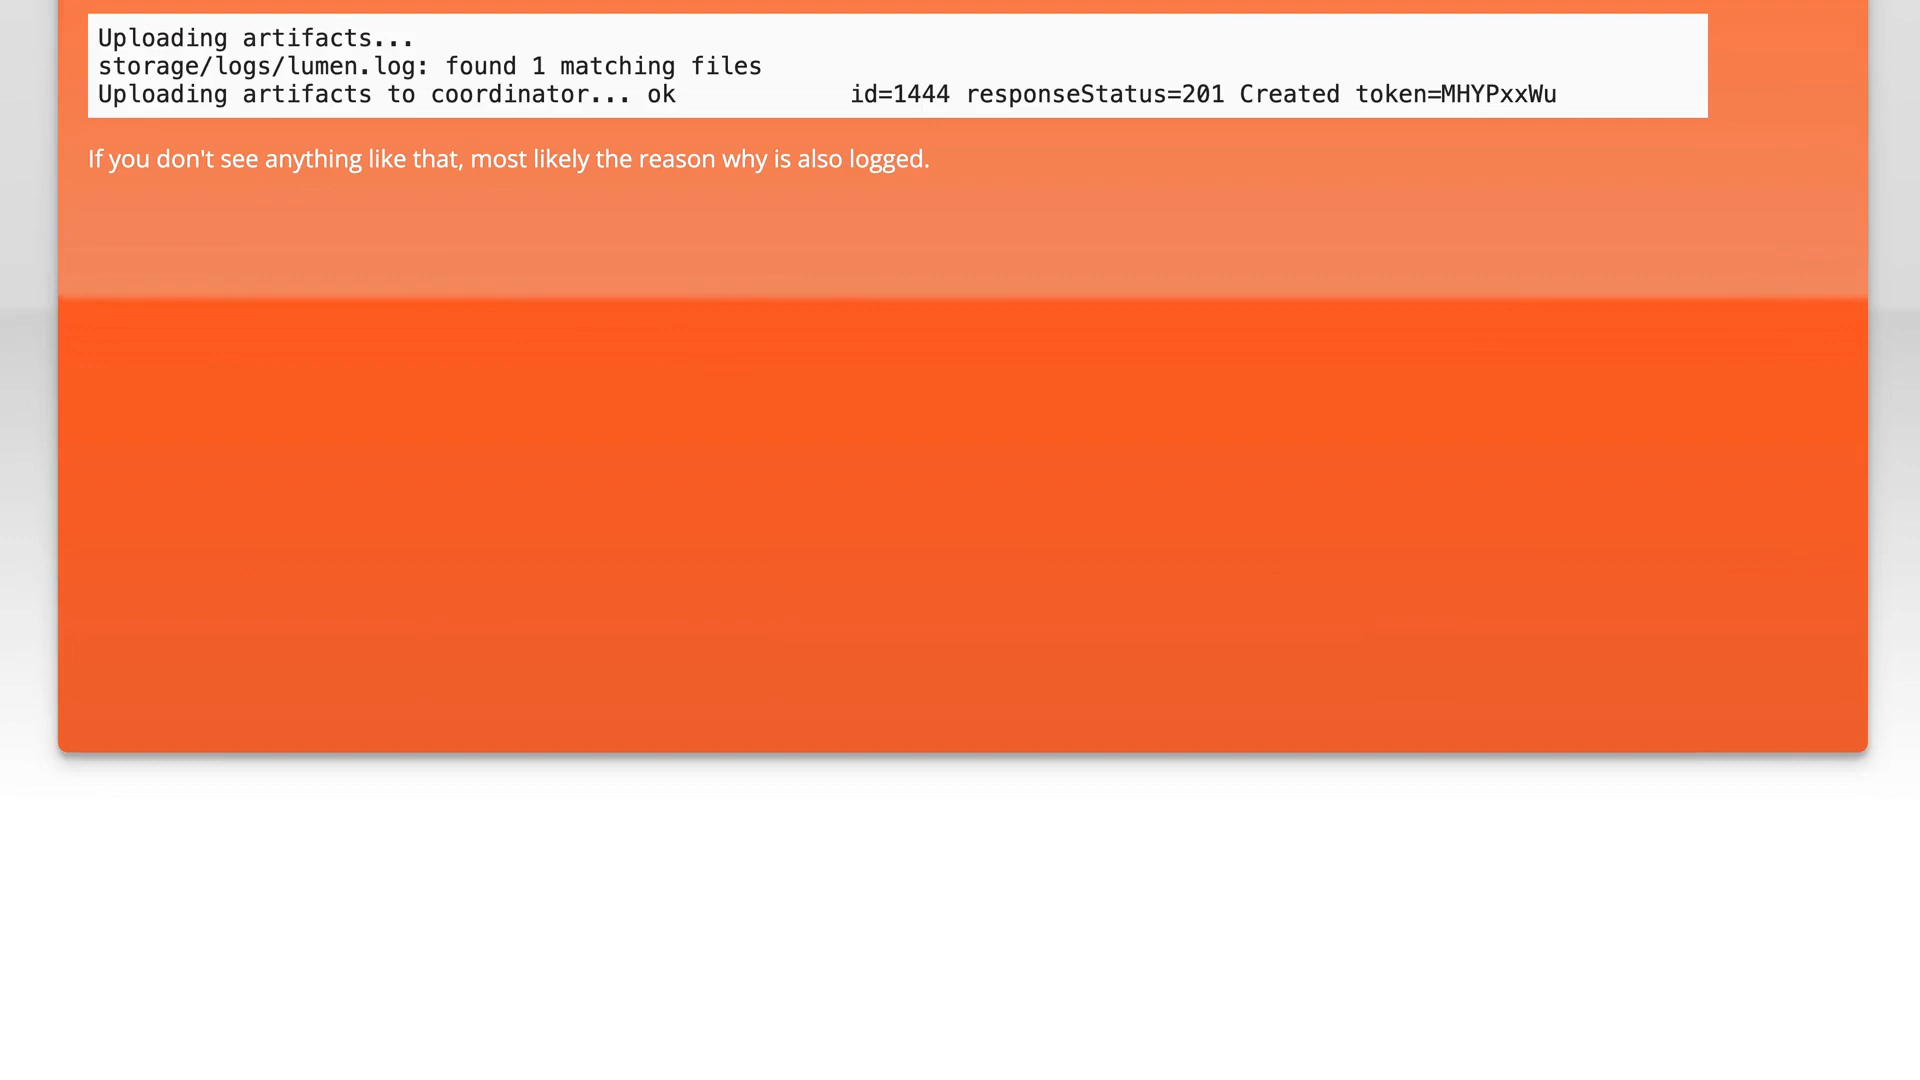 Uploading artifacts...
storage/logs/lumen.log: found 1 matching files
Uploading artifacts to coordinator... ok            id=1444 responseStatus=201 Created token=MHYPxxWu
If you don't see anything like that, most likely the reason why is also logged.